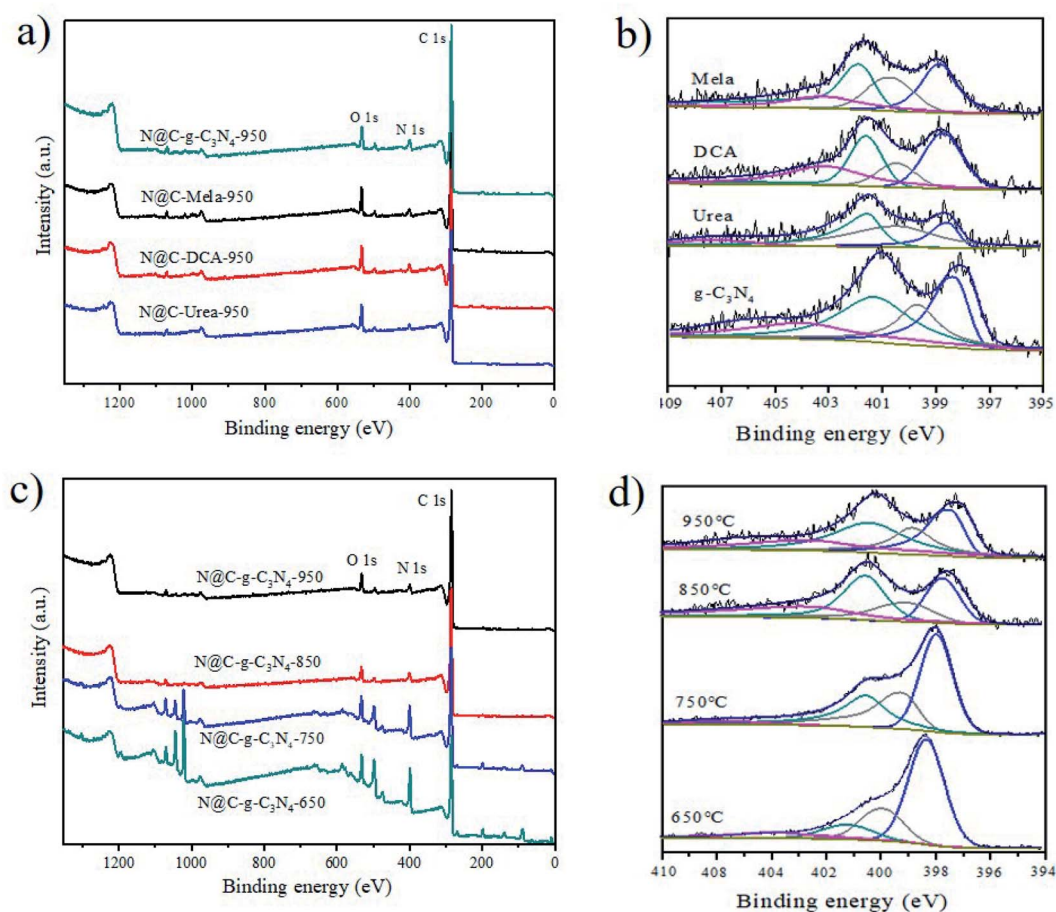 a)
C 1s
O 1s
N 1s
N@C-g-C₃N₄-950
N@C-Mela-950
N@C-DCA-950
N@C-Urea-950
Intensity (a.u.)
1200 1000 800 600 400 200 0
Binding energy (eV)
b)
Mela
DCA
Urea
g-C₃N₄
409 407 405 403 401 399 397 395
Binding energy (eV)
c)
C 1s
O 1s
N 1s
N@C-g-C₃N₄-950
N@C-g-C₃N₄-850
N@C-g-C₃N₄-750
N@C-g-C₃N₄-650
Intensity (a.u.)
1200 1000 800 600 400 200 0
Binding energy (eV)
d)
950°C
850°C
750°C
650°C
410 408 406 404 402 400 398 396 394
Binding energy (eV)